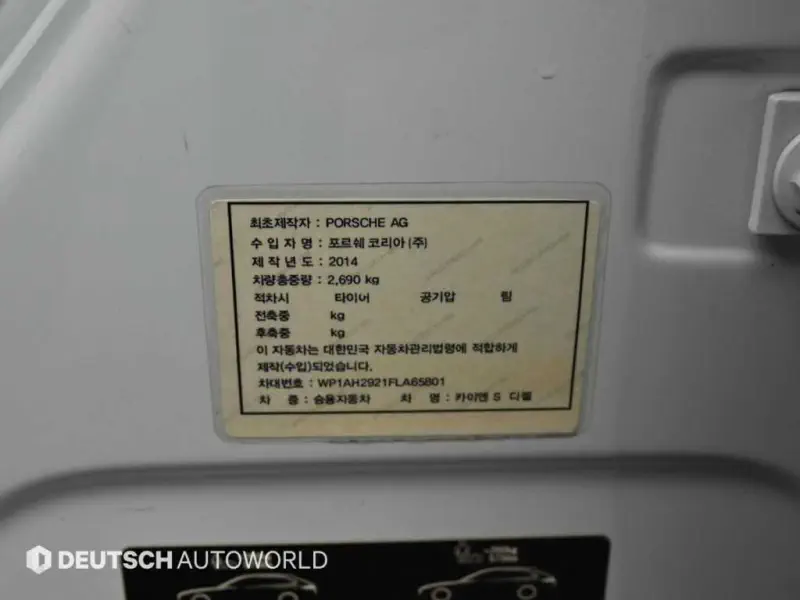 최초제작자 : PORSCHE AG
수 입 자 명 : 포르쉐 코리아 (주)
제 작 년 도 : 2014
차량총중량 : 2,690 kg
적차시 타이어 공기압 림
전축중 kg
후축중 kg
이 자동차는 대한민국 자동차관리법령에 적합하게
제작(수입)되었습니다.
차대번호 : WP1AH2921FLA65801
차 종 : 승용자동차 차 명 : 카이엔 S 디젤
DEUTSCH AUTOWORLD